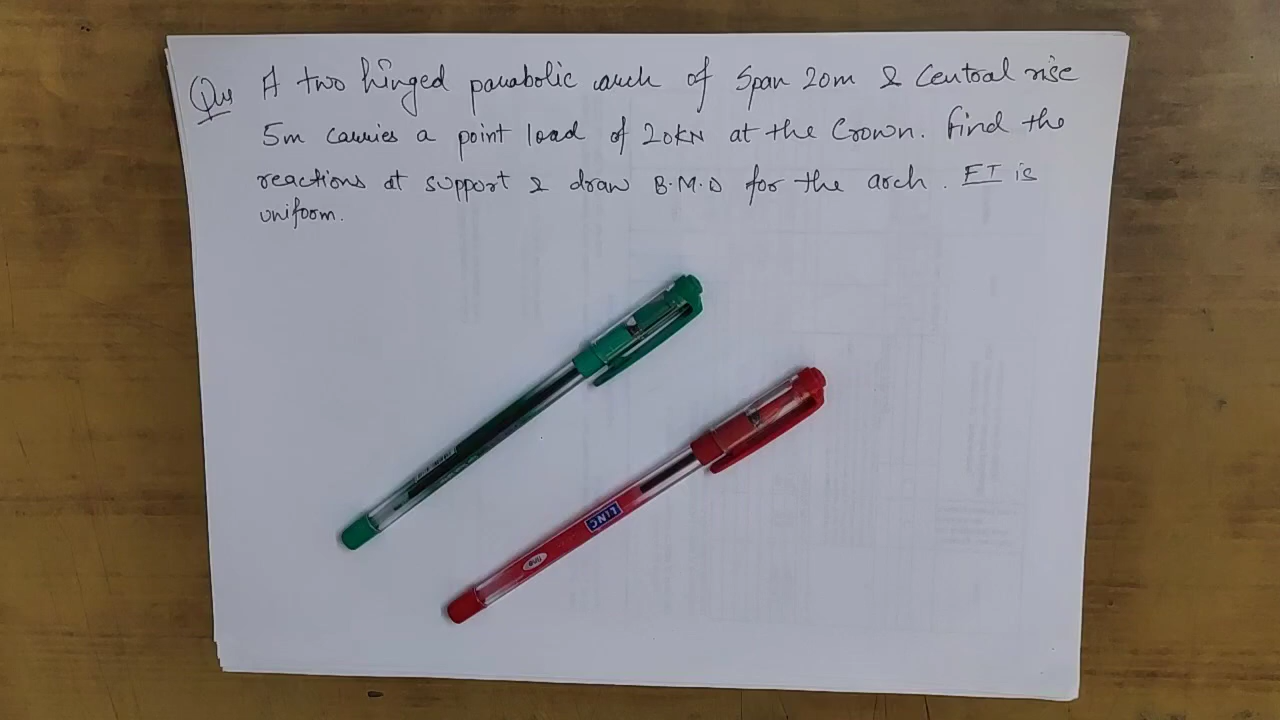 Qus A two hinged parabolic arch of Span 20m & Central rise
5m carries a point load of 20KN at the Crown. find the
reactions at support & draw B.M.D for the arch. EI is
uniform.
LINC